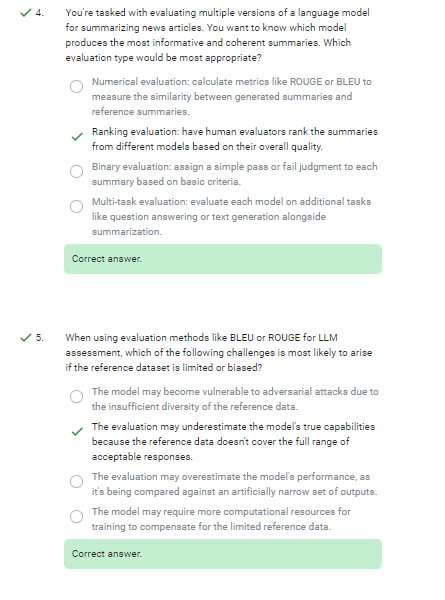 4. You're tasked with evaluating multiple versions of a language model
for summarizing news articles. You want to know which model
produces the most informative and coherent summaries. Which
evaluation type would be most appropriate?
Numerical evaluation: calculate metrics like ROUGE or BLEU to
measure the similarity between generated summaries and
reference summaries.
Ranking evaluation: have human evaluators rank the summaries
from different models based on their overall quality.
Binary evaluation: assign a simple pass or fail judgment to each
summary based on basic criteria.
Multi-task evaluation: evaluate each model on additional tasks
like question answering or text generation alongside
summarization.
Correct answer.
5. When using evaluation methods like BLEU or ROUGE for LLM
assessment, which of the following challenges is most likely to arise
if the reference dataset is limited or biased?
The model may become vulnerable to adversarial attacks due to
the insufficient diversity of the reference data.
The evaluation may underestimate the model's true capabilities
because the reference data doesn't cover the full range of
acceptable responses.
The evaluation may overestimate the model's performance, as
it's being compared against an artificially narrow set of outputs.
The model may require more computational resources for
training to compensate for the limited reference data.
Correct answer.